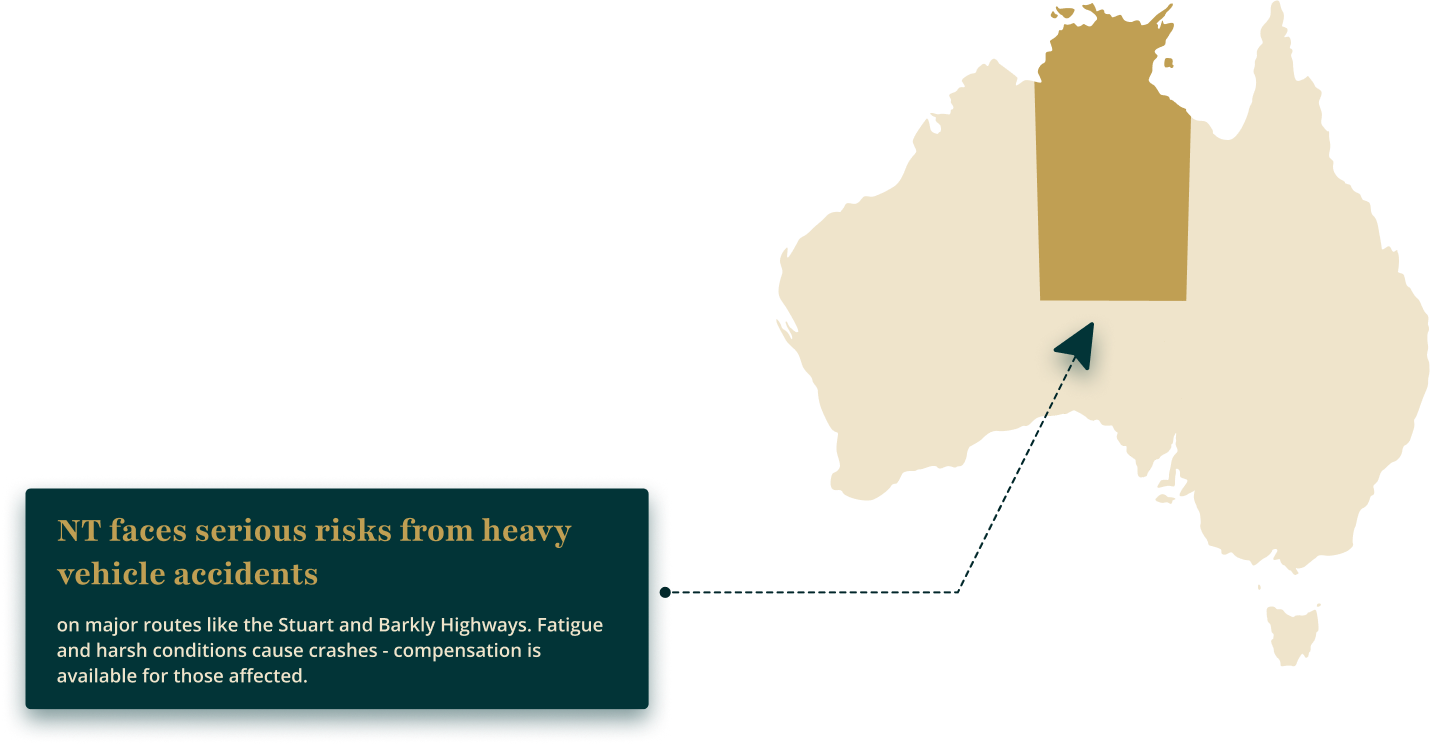 NT faces serious risks from heavy
vehicle accidents
on major routes like the Stuart and Barkly Highways. Fatigue
and harsh conditions cause crashes - compensation is
available for those affected.